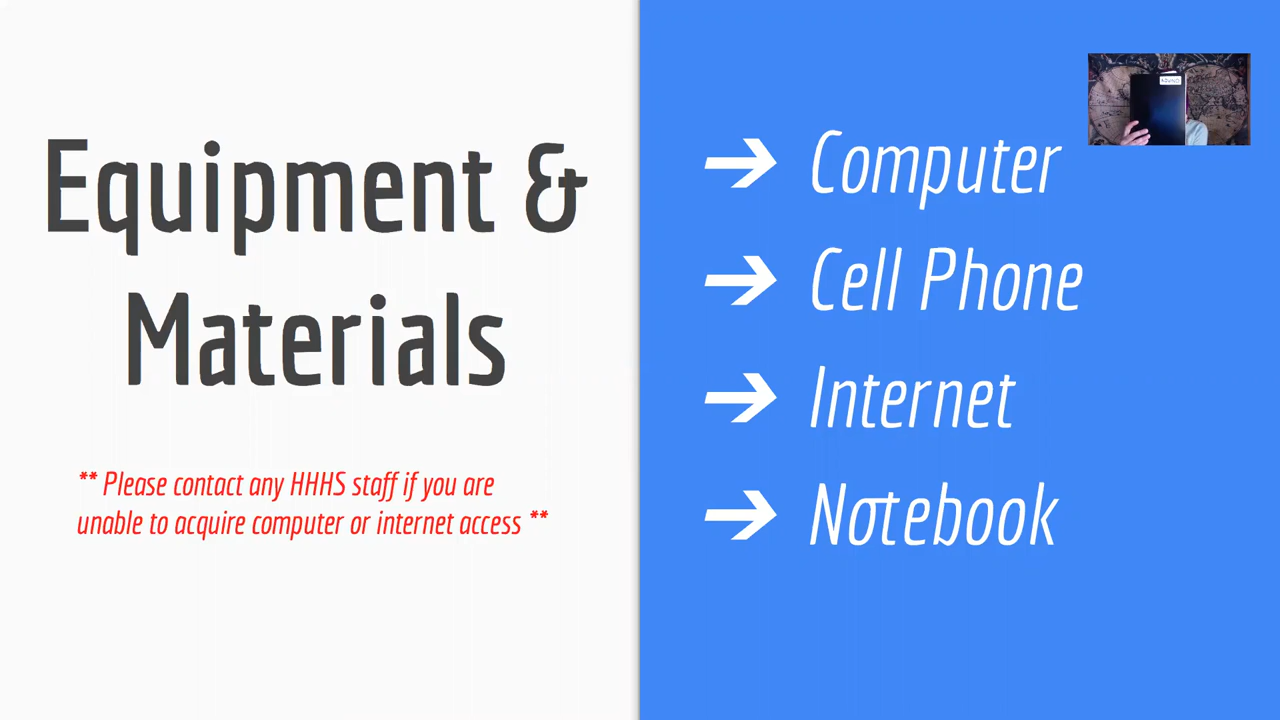 Equipment &
Materials
** Please contact any HHHS staff if you are
unable to acquire computer or internet access **
➔ Computer
➔ Cell Phone
➔ Internet
➔ Notebook